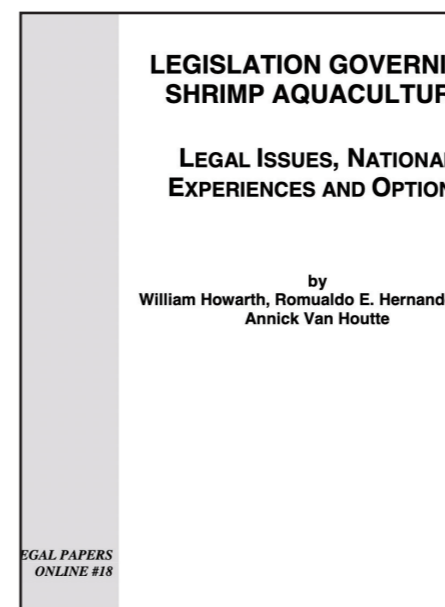 LEGISLATION GOVERNI
SHRIMP AQUACULTUR
LEGAL ISSUES, NATIONA
EXPERIENCES AND OPTION
by
William Howarth, Romualdo E. Hernand
Annick Van Houtte
EGAL PAPERS
ONLINE #18